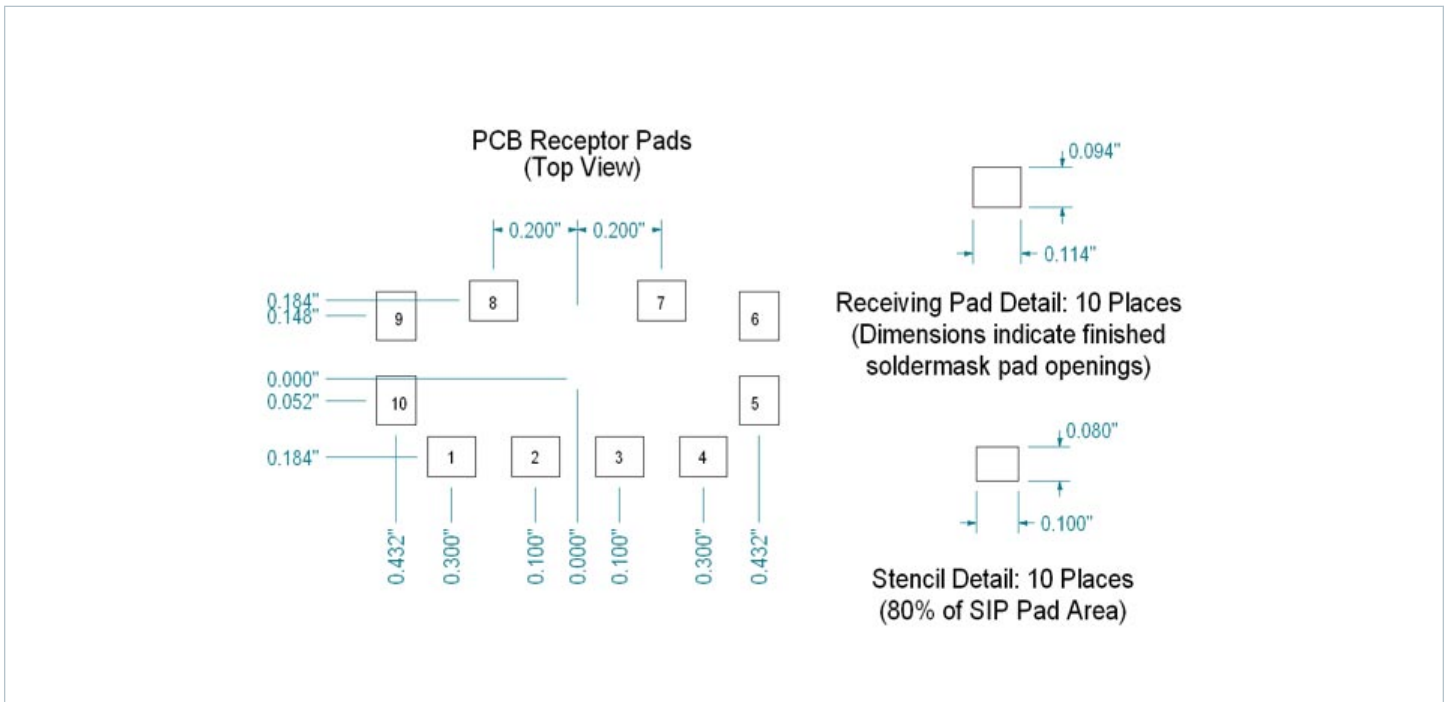 PCB Receptor Pads
(Top View)
0.200" 0.200"
0.184"
0.148"
8 7
9 6
0.000"
0.052"
10 5
0.184"
1 2 3 4
0.432" 0.300" 0.100" 0.000" 0.100" 0.300" 0.432"
0.094"
0.114"
Receiving Pad Detail: 10 Places
(Dimensions indicate finished
soldermask pad openings)
0.080"
0.100"
Stencil Detail: 10 Places
(80% of SIP Pad Area)